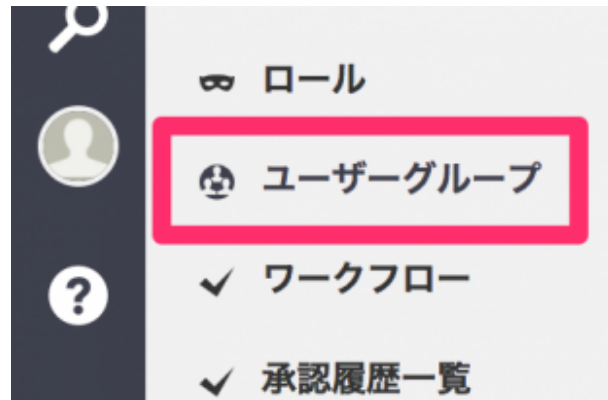 ロール
ユーザーグループ
ワークフロー
承認履歴一覧